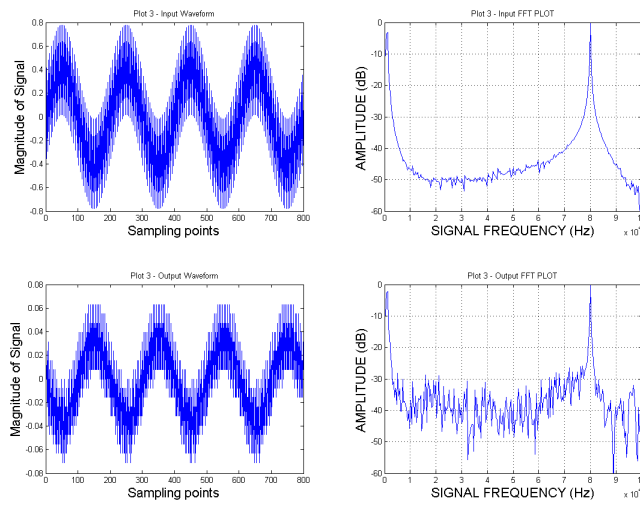 Plot 3 - Input Waveform
Magnitude of Signal
0.8
0.6
0.4
0.2
0
-0.2
-0.4
-0.6
0.8
0 100 200 300 400 500 600 700 800
Sampling points
Plot 3 - Input FFT PLOT
AMPLITUDE (dB)
0
-10
-20
-30
-40
-50
-60
0 1 2 3 4 5 6 7 8 9
SIGNAL FREQUENCY (Hz)
Plot 3 - Output Waveform
Magnitude of Signal
0.08
0.06
0.04
0.02
0
-0.02
-0.04
-0.06
-0.08
0 100 200 300 400 500 600 700 800
Sampling points
Plot 3 - Output FFT PLOT
AMPLITUDE (dB)
0
-10
-20
-30
-40
-50
-60
0 1 2 3 4 5 6 7 8 9
SIGNAL FREQUENCY (Hz)